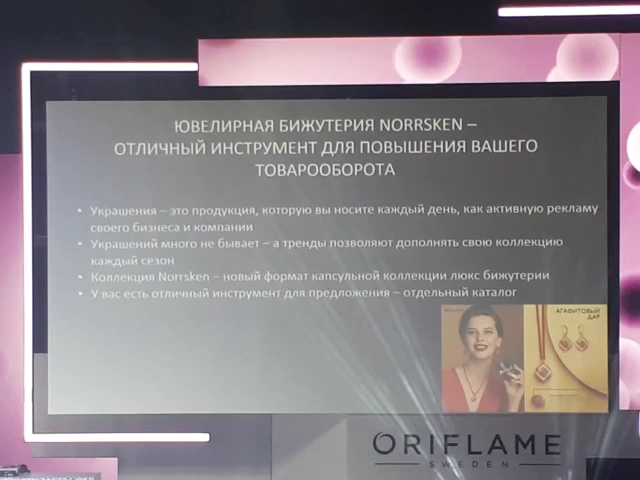 ЮВЕЛИРНАЯ БИЖУТЕРИЯ NORRSKEN –
ОТЛИЧНЫЙ ИНСТРУМЕНТ ДЛЯ ПОВЫШЕНИЯ ВАШЕГО
ТОВАРООБОРОТА
• Украшения – это продукция, которую вы носите каждый день, как активную рекламу
своего бизнеса и компании
• Украшений много не бывает – а тренды позволяют дополнять свою коллекцию
каждый сезон
• Коллекция Norrsken – новый формат капсульной коллекции люкс бижутерии
• У вас есть отличный инструмент для предложения – отдельный каталог
АГАФИТОВЫЙ
ДАР
ORIFLAME
SWEDEN